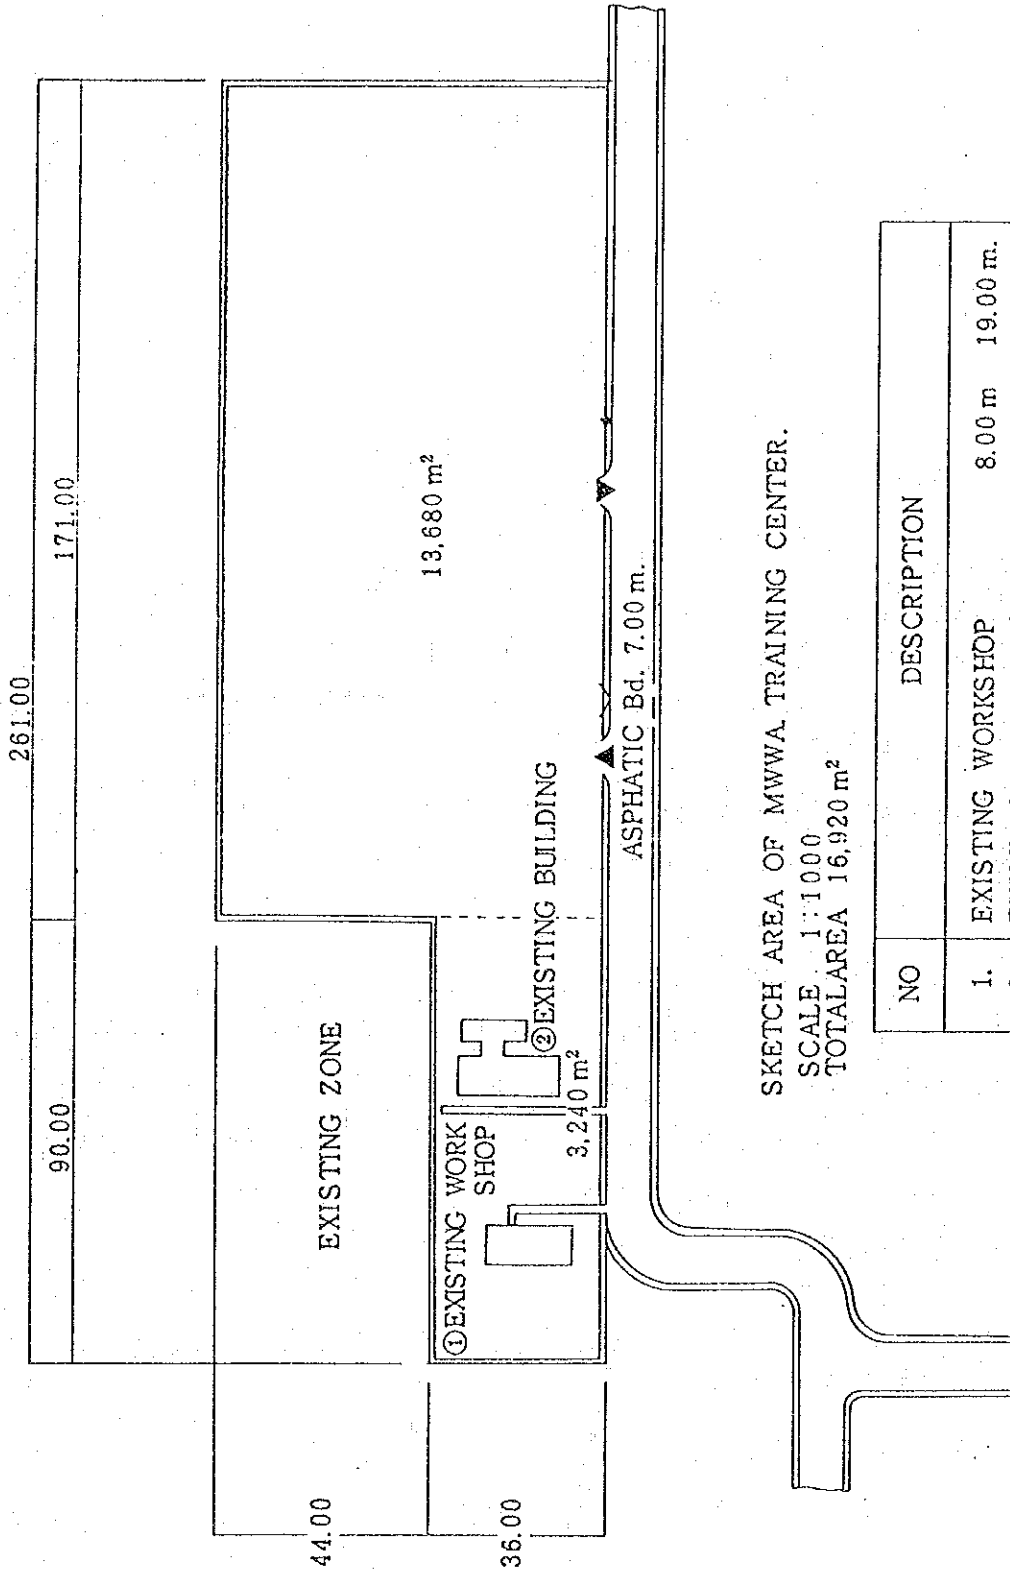 261.00
90.00
171.00
44.00
36.00
EXISTING ZONE
①EXISTING WORK
SHOP
3,240 m²
②EXISTING BUILDING
13,680 m²
ASPHATIC Bd. 7.00 m.
SKETCH AREA OF MWWA TRAINING CENTER.
SCALE 1:1000
TOTALAREA 16,920 m²
NO DESCRIPTION
1. EXISTING WORKSHOP 8.00 m 19.00 m.